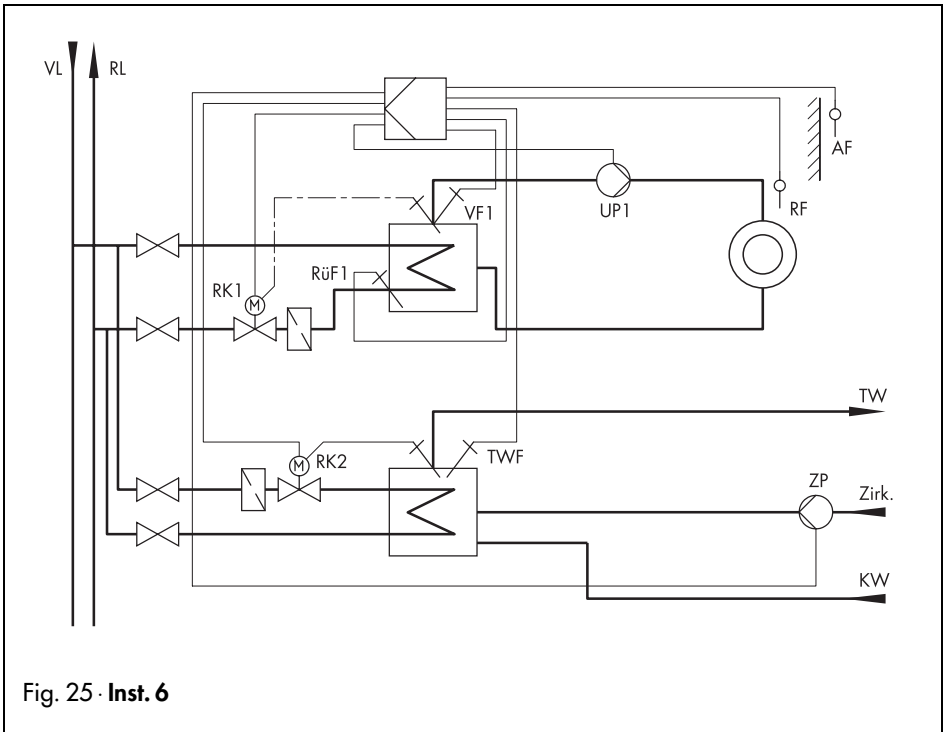 VL RL
AF
RF
UP1
VF1
RüF1
RK1
M
TW
RK2
M
TWF
ZP
Zirk.
KW
Fig. 25 · Inst. 6